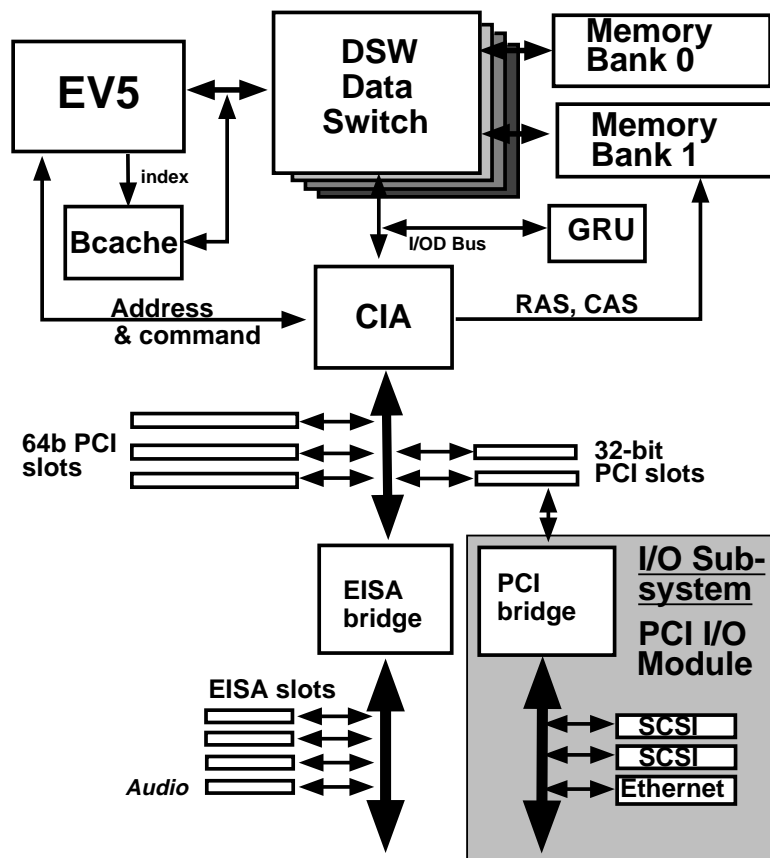 EV5
DSW
Data
Switch
Memory
Bank 0
Memory
Bank 1
index
Bcache
I/OD Bus
GRU
Address
& command
CIA
RAS, CAS
64b PCI
slots
32-bit
PCI slots
EISA
bridge
PCI
bridge
I/O Sub-
system
PCI I/O
Module
EISA slots
Audio
SCSI
SCSI
Ethernet